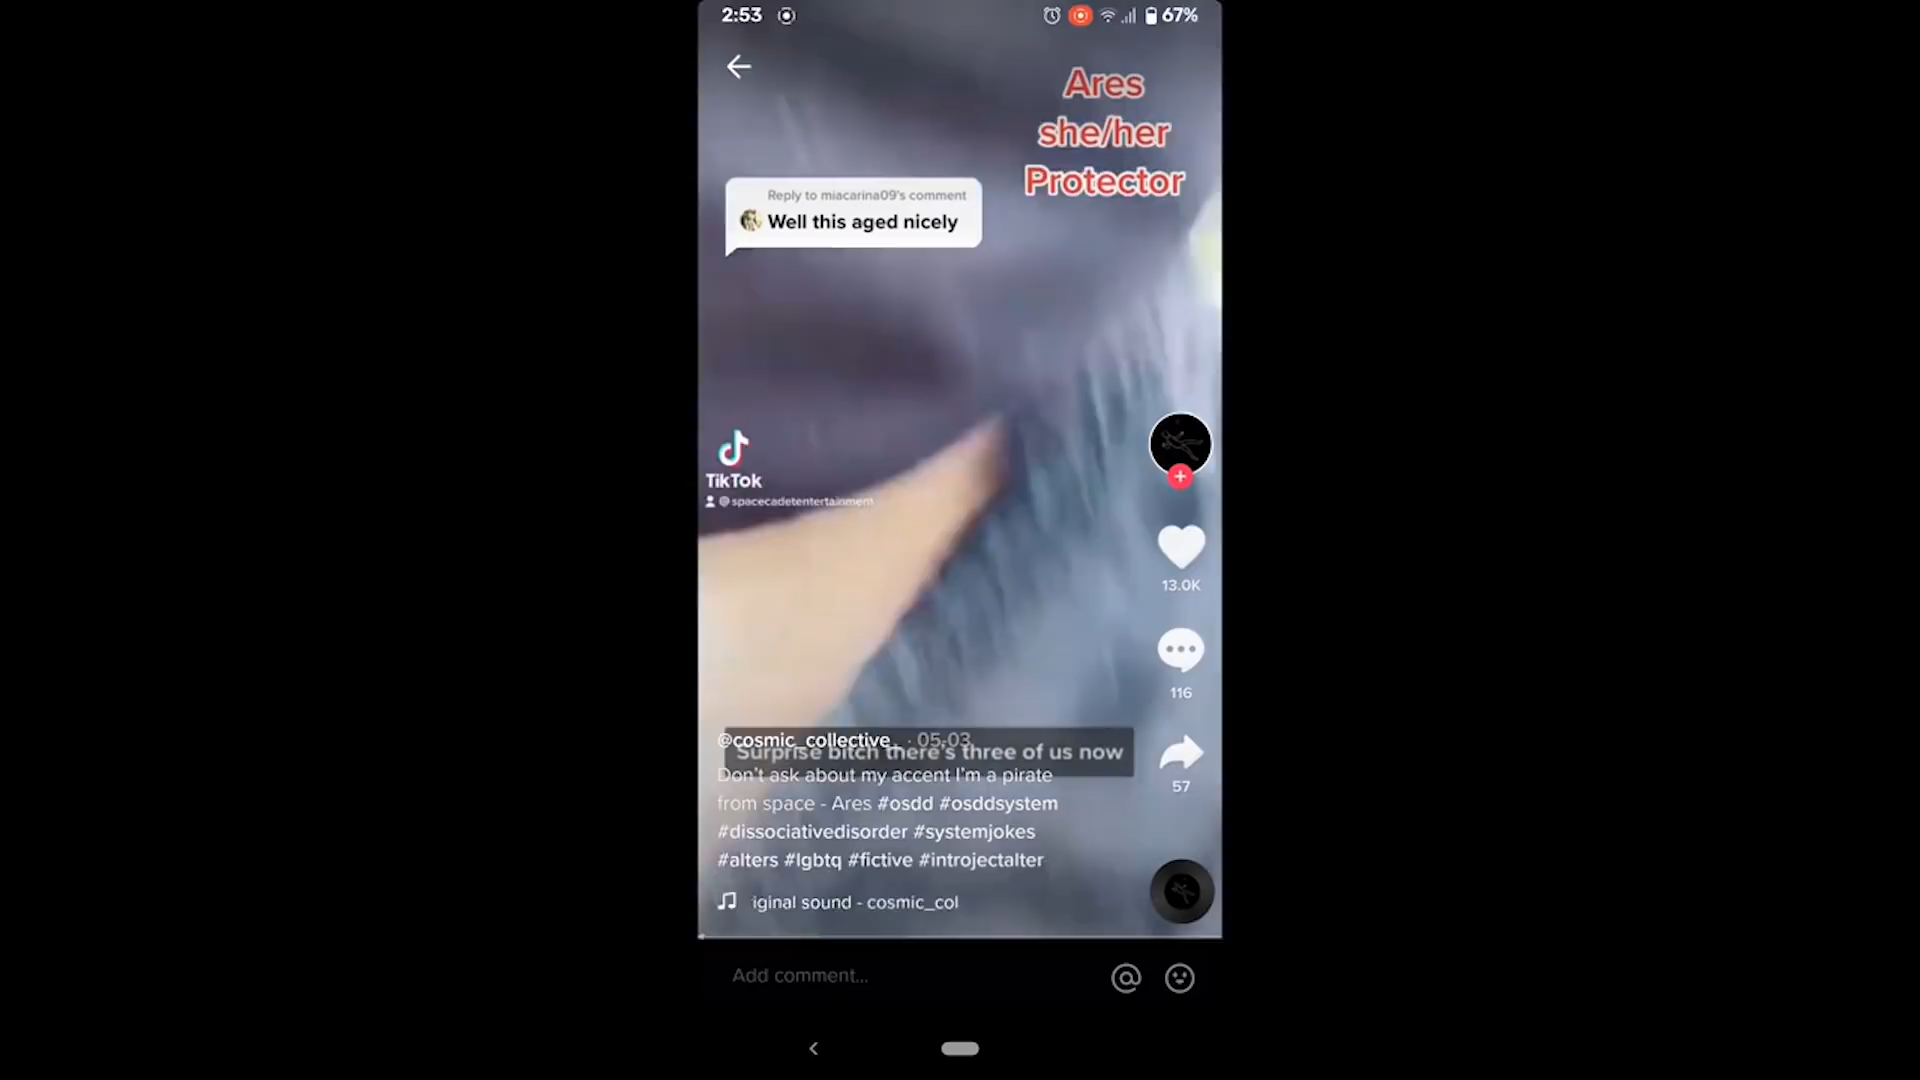 2:53
67%
Ares
she/her
Protector
Reply to miacarina09's comment
Well this aged nicely
TikTok
@spacecadetentertainment
13.0K
116
@cosmic_collective_ · 05-03
Surprise bitch there's three of us now
57
Don't ask about my accent I'm a pirate
from space - Ares #osdd #osddsystem
#dissociativedisorder #systemjokes
#alters #lgbtq #fictive #introjectalter
iginal sound - cosmic_col
Add comment...